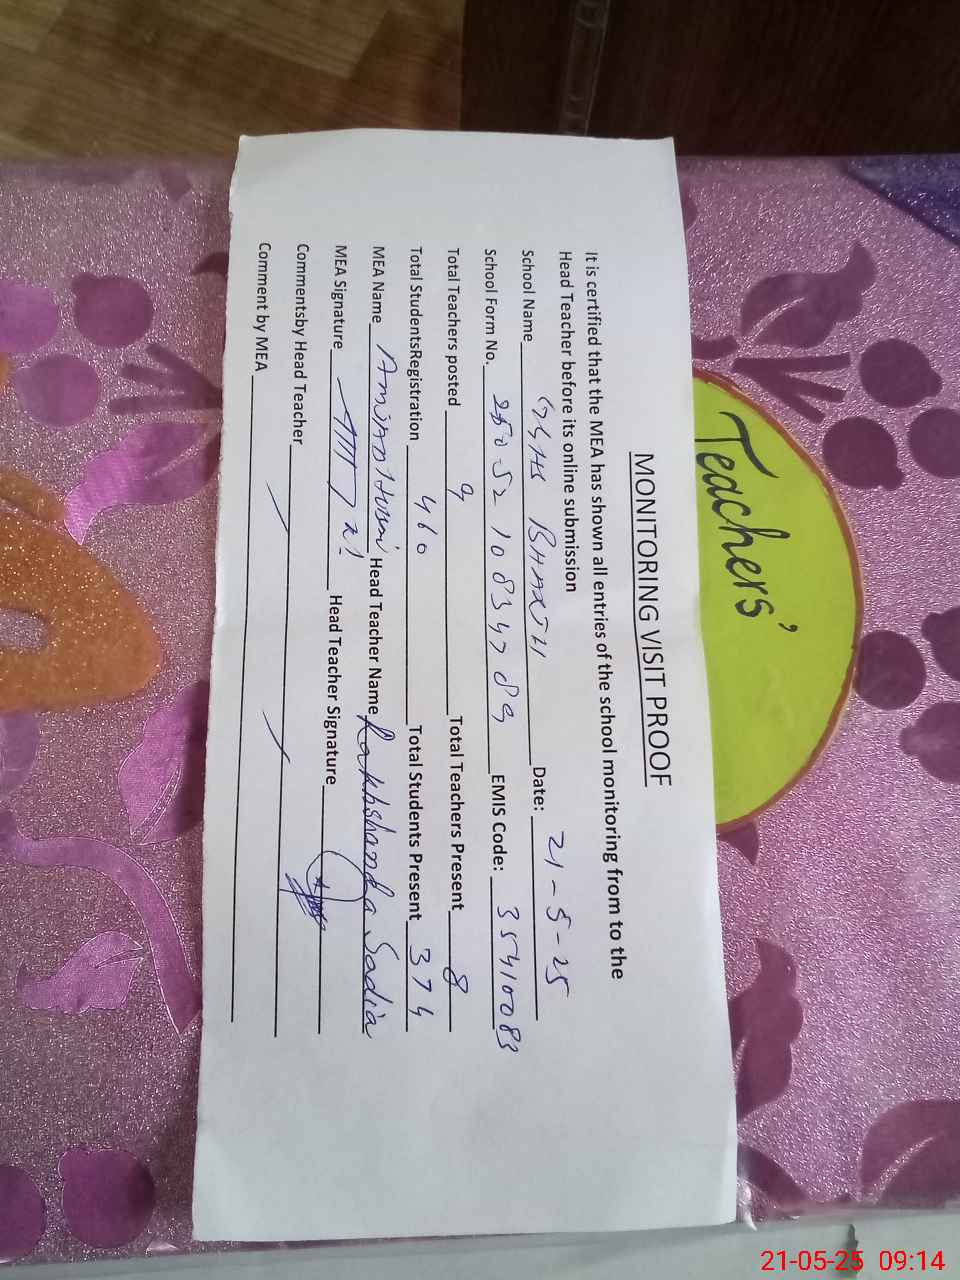 Teachers'
MONITORING VISIT PROOF
It is certified that the MEA has shown all entries of the school monitoring from to the
Head Teacher before its online submission
School Name GGHS Date: 21-5-25
School Form No. EMIS Code: 35410083
Total Teachers posted 9 Total Teachers Present 8
Total StudentsRegistration 460 Total Students Present 374
MEA Name Head Teacher Name Rakhshanda Sadia
MEA Signature Head Teacher Signature
Commentsby Head Teacher
Comment by MEA
21-05-25 09:14